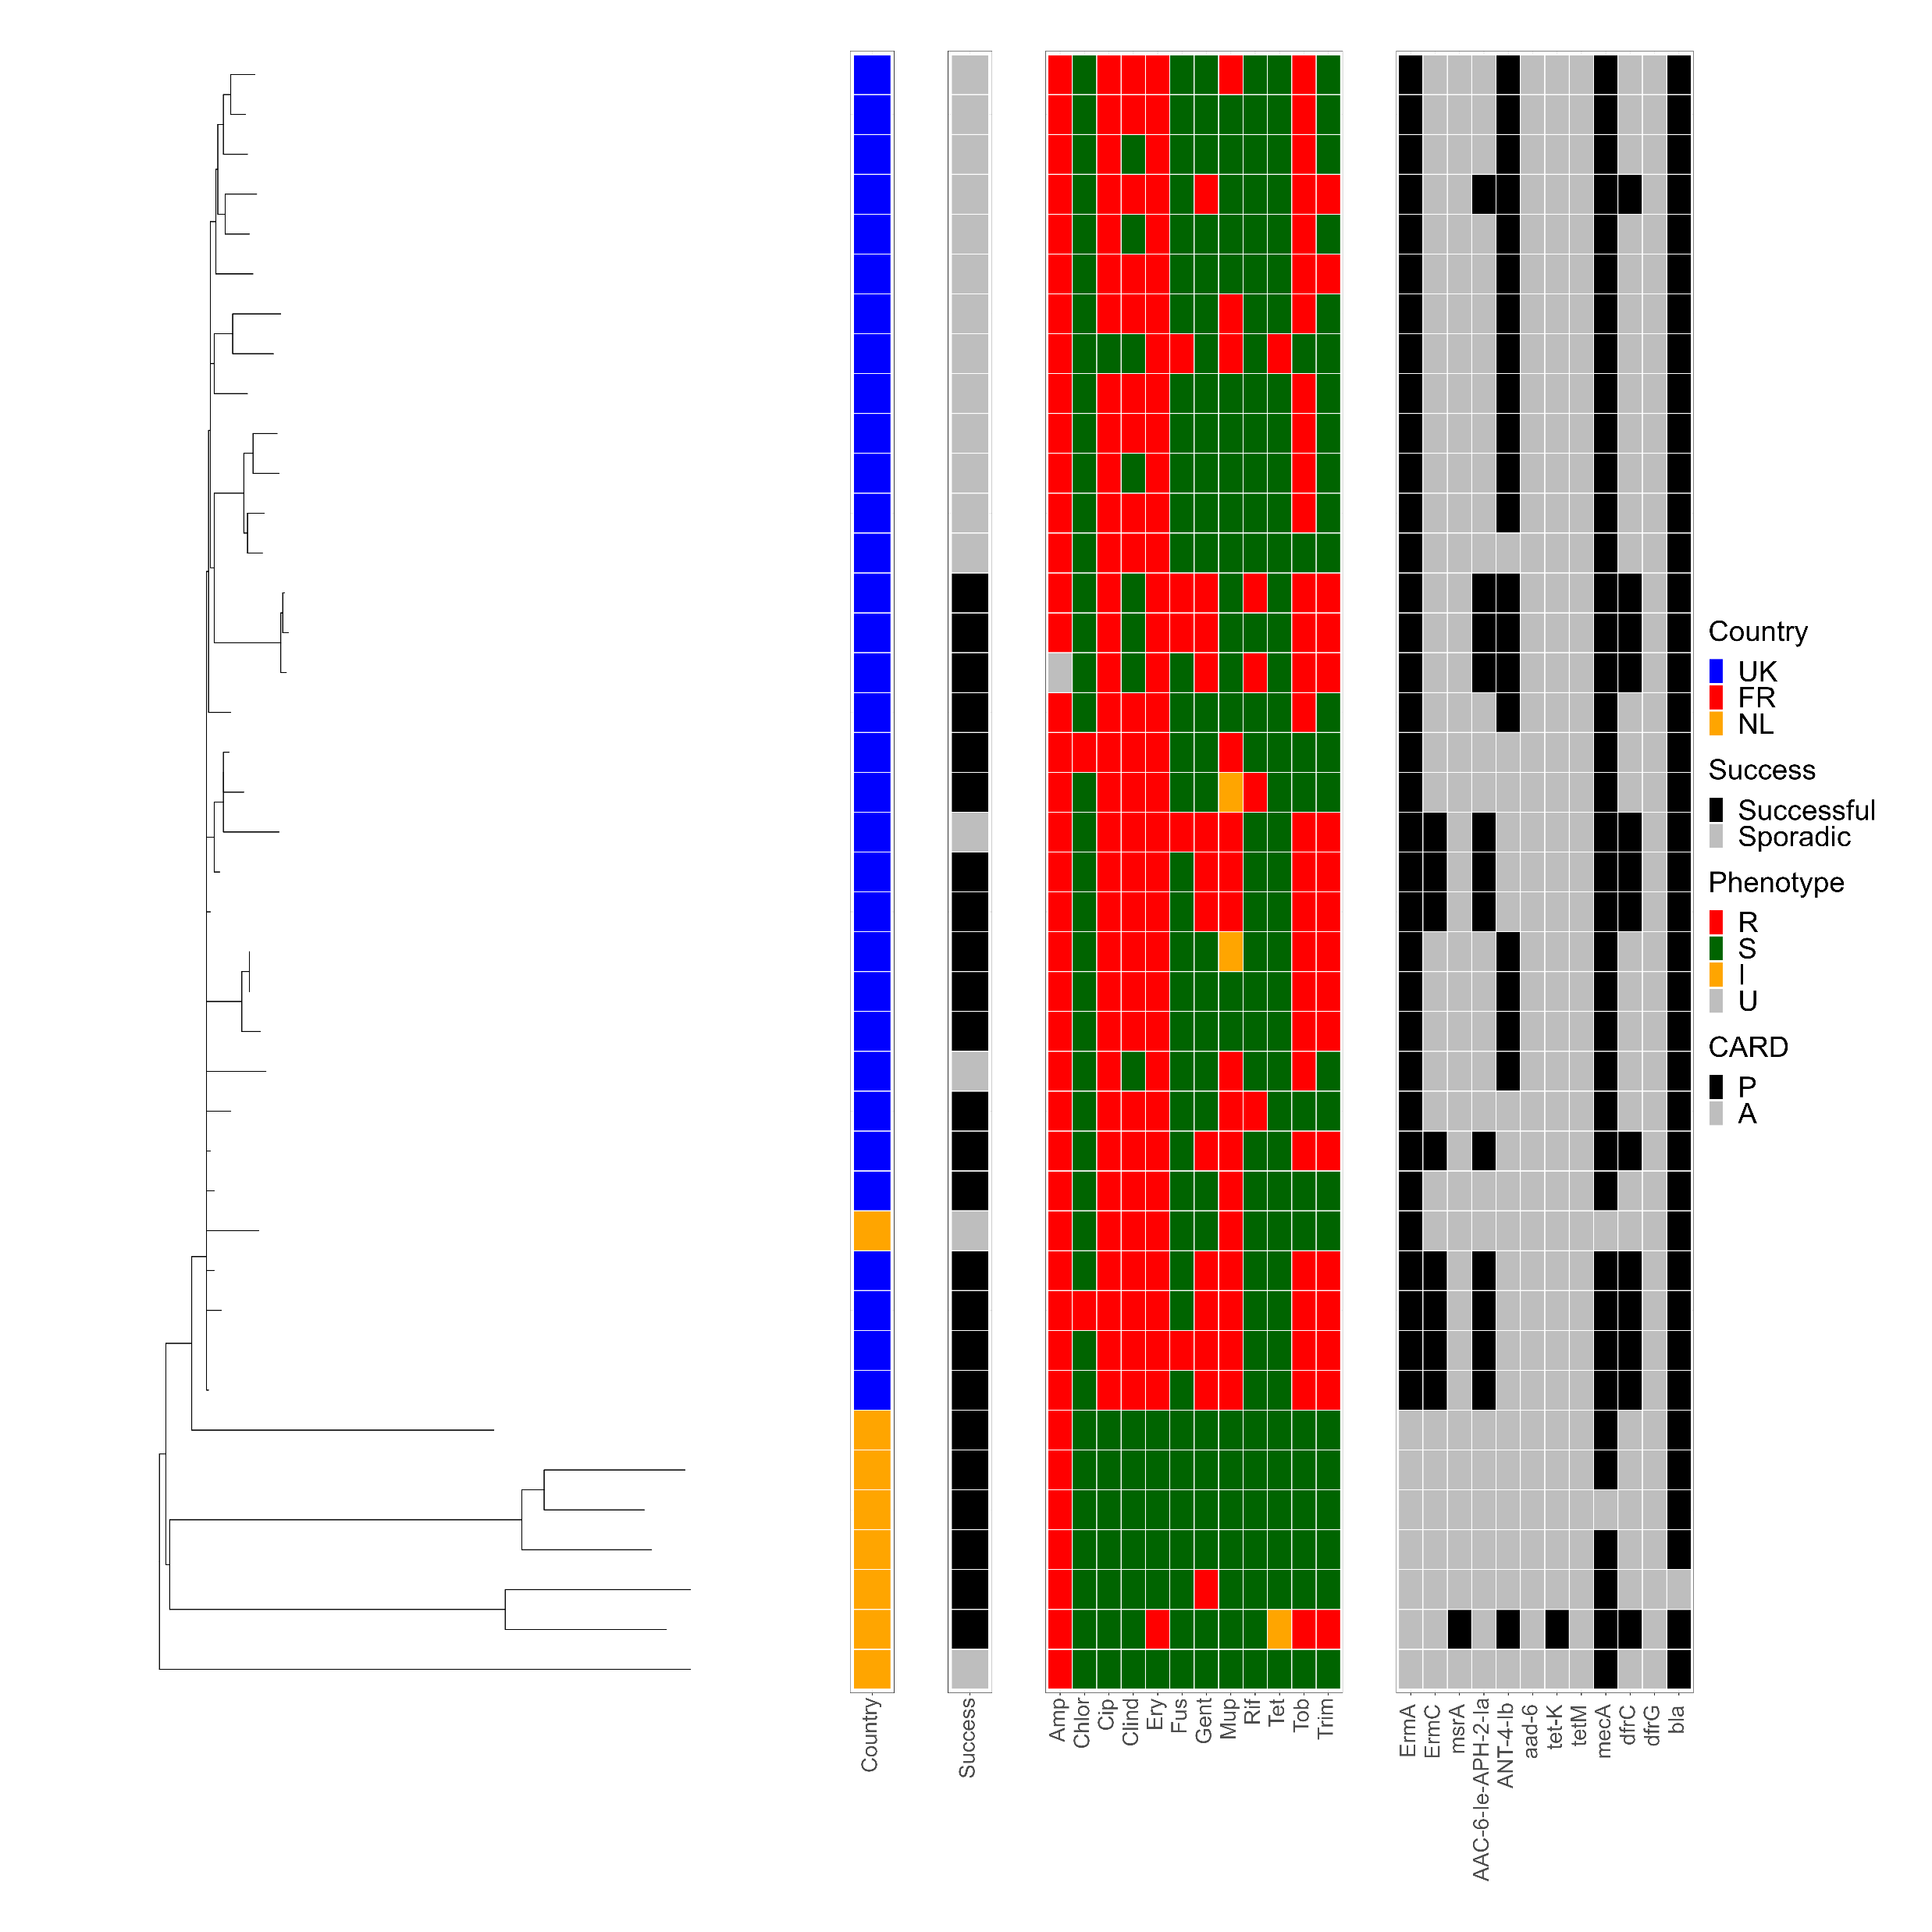 Country
UK
FR
NL
Success
Successful
Sporadic
Phenotype
R
S
I
U
CARD
P
A
Country
Success
Amp
Chlor
Cip
Clind
Ery
Fus
Gent
Mup
Rif
Tet
Tob
Trim
ErmA
ErmC
msrA
AAC-6-Ie-APH-2-Ia
ANT-4-Ib
aad-6
tet-K
tetM
mecA
dfrC
dfrG
bla